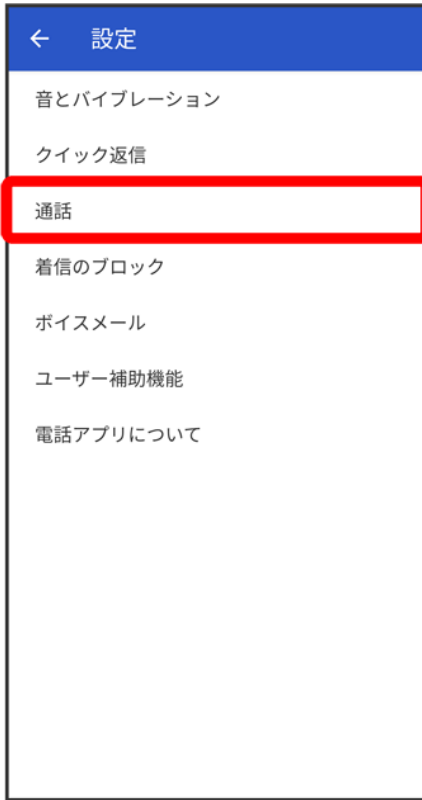 設定
音とバイブレーション
クイック返信
通話
着信のブロック
ボイスメール
ユーザー補助機能
電話アプリについて